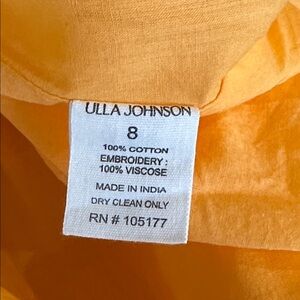 ULLA JOHNSON
8
100% COTTON
EMBROIDERY :
100% VISCOSE
MADE IN INDIA
DRY CLEAN ONLY
RN # 105177